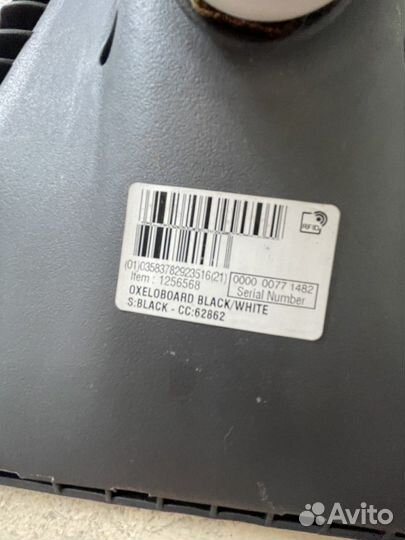 RFID
(01)03583782923516(21)
0000 0077 1482
Item : 1256568
Serial Number
OXELOBOARD BLACK/WHITE
S:BLACK - CC:62862
Avito